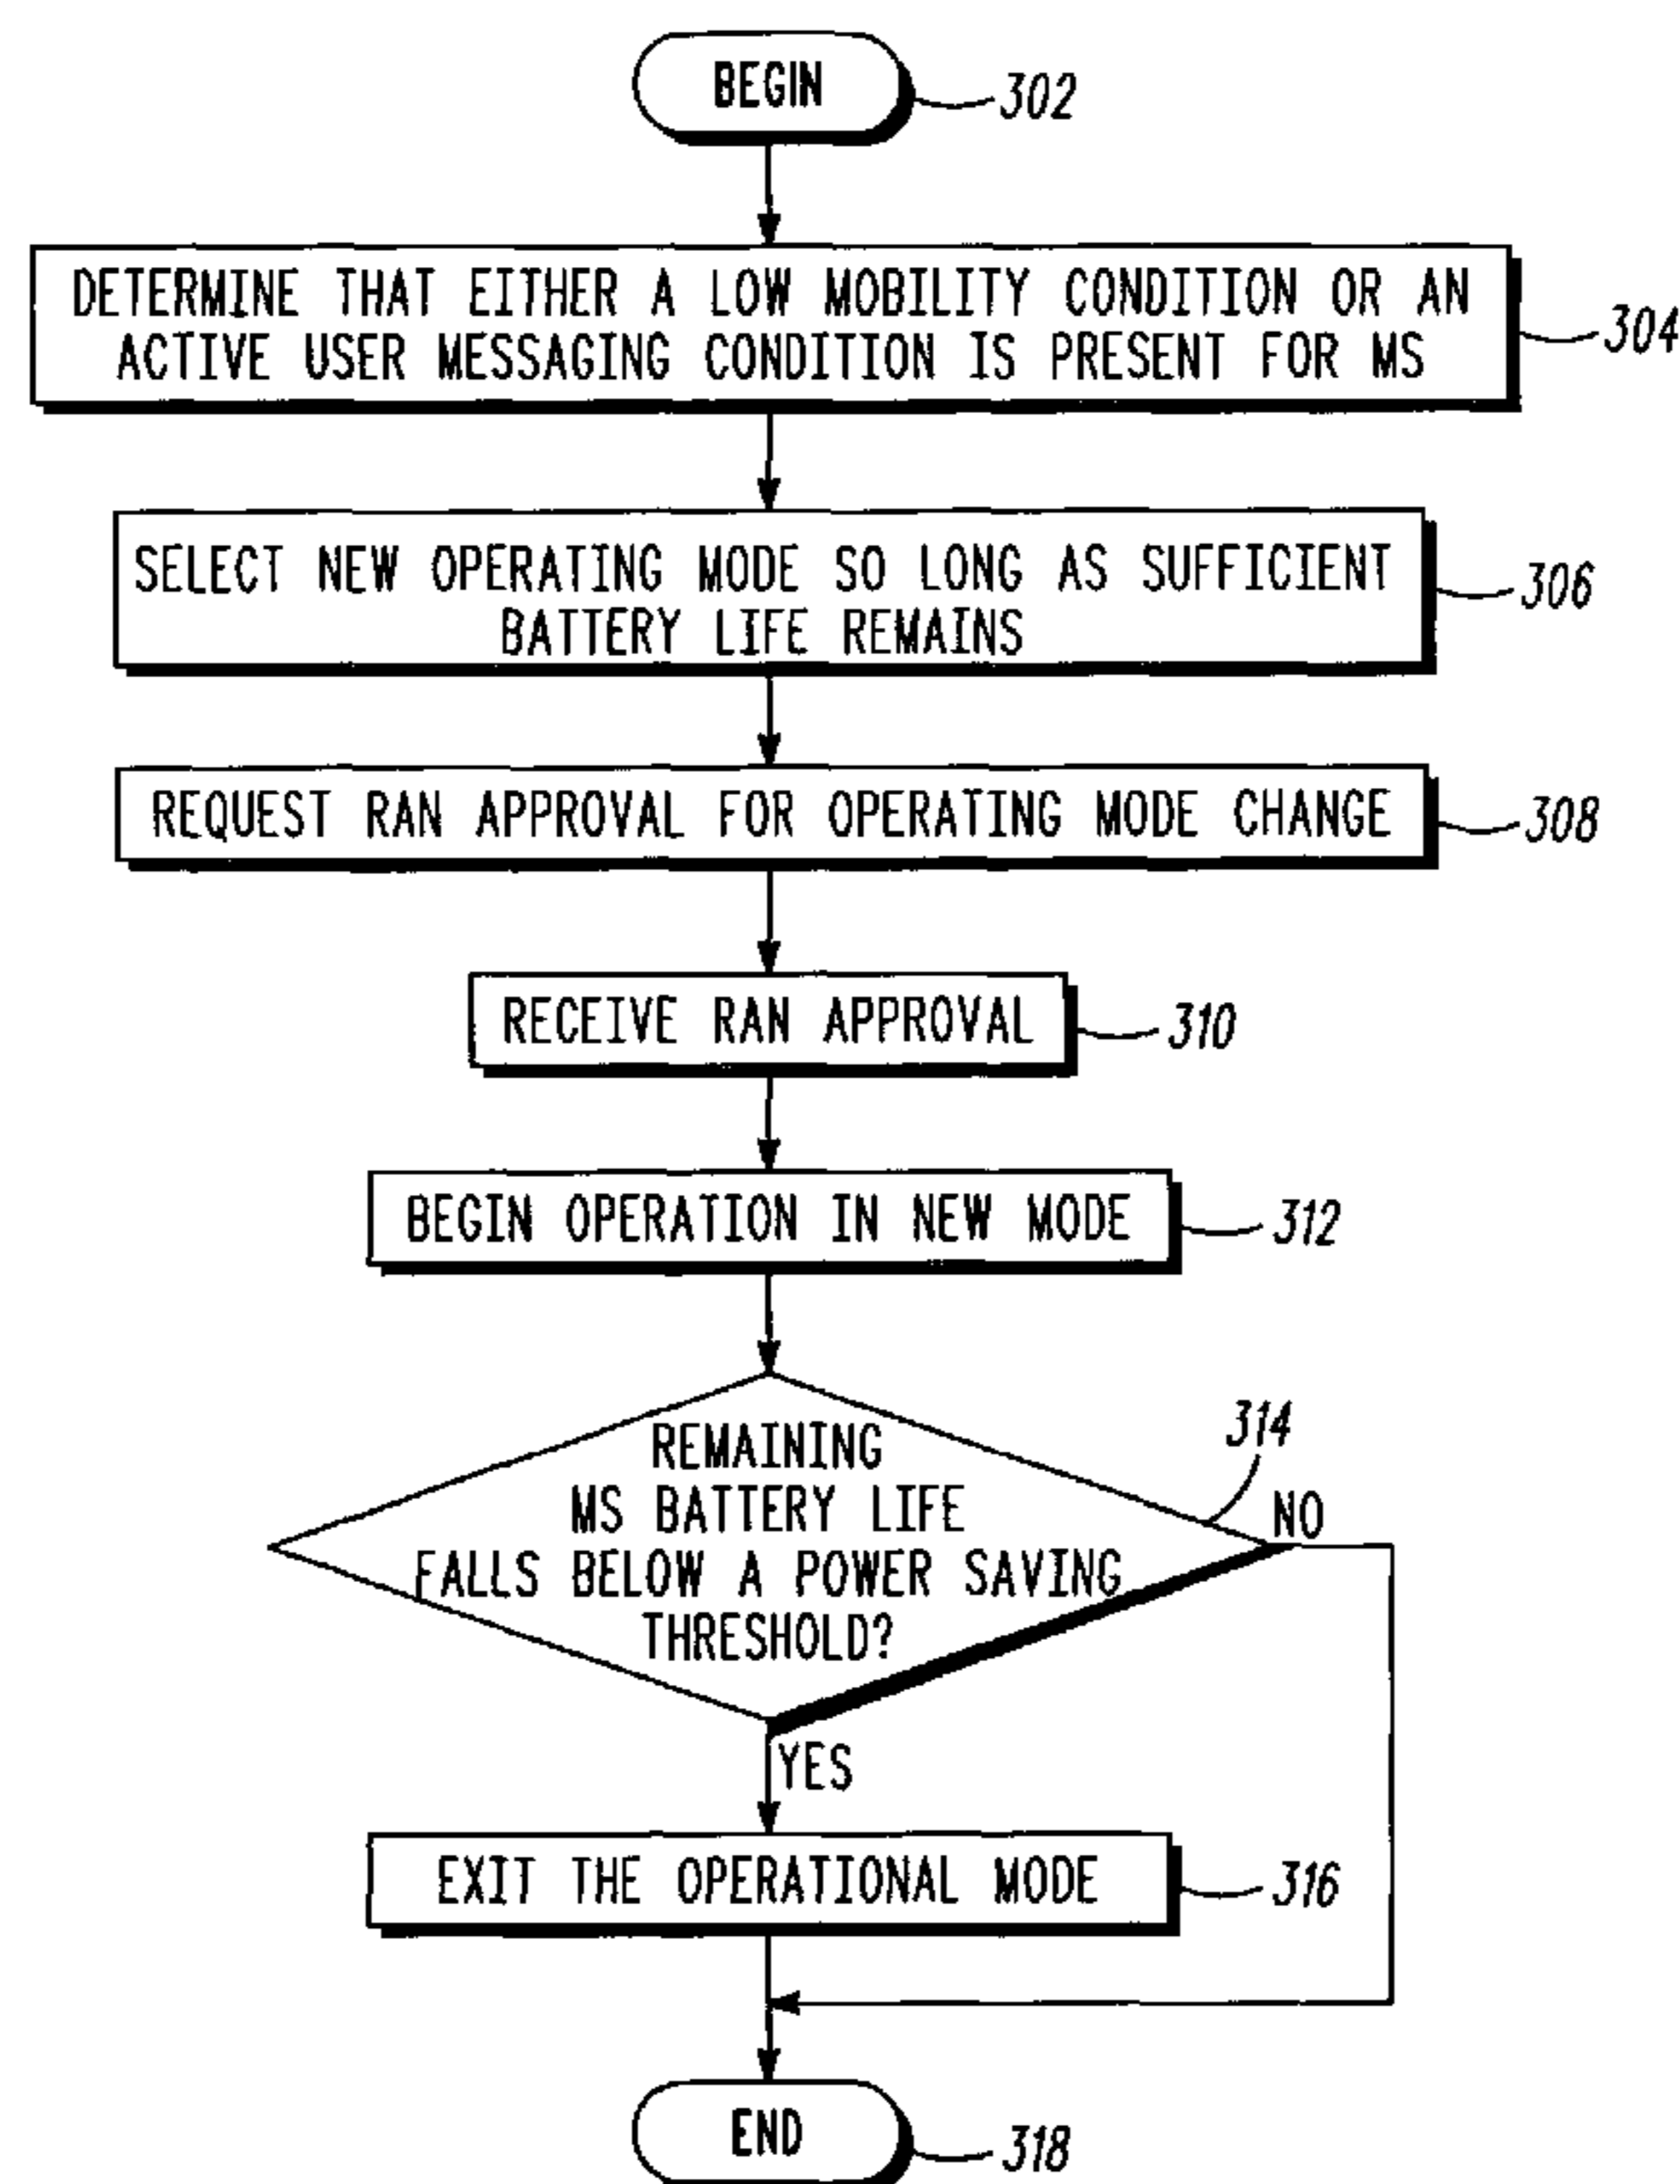 BEGIN
302
DETERMINE THAT EITHER A LOW MOBILITY CONDITION OR AN
ACTIVE USER MESSAGING CONDITION IS PRESENT FOR MS
304
SELECT NEW OPERATING MODE SO LONG AS SUFFICIENT
BATTERY LIFE REMAINS
306
REQUEST RAN APPROVAL FOR OPERATING MODE CHANGE
308
RECEIVE RAN APPROVAL
310
BEGIN OPERATION IN NEW MODE
312
REMAINING
MS BATTERY LIFE
FALLS BELOW A POWER SAVING
THRESHOLD?
314
NO
YES
EXIT THE OPERATIONAL MODE
316
END
318